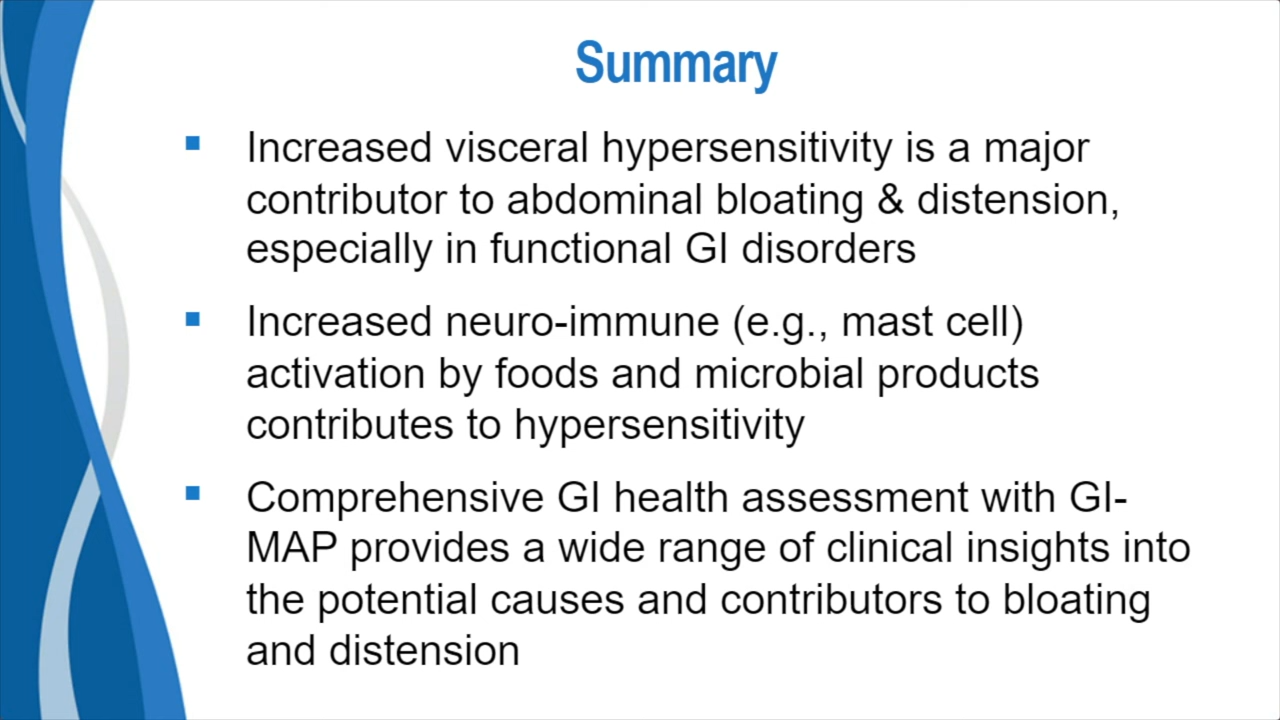 Summary
▪ Increased visceral hypersensitivity is a major
contributor to abdominal bloating & distension,
especially in functional GI disorders
▪ Increased neuro-immune (e.g., mast cell)
activation by foods and microbial products
contributes to hypersensitivity
▪ Comprehensive GI health assessment with GI-
MAP provides a wide range of clinical insights into
the potential causes and contributors to bloating
and distension